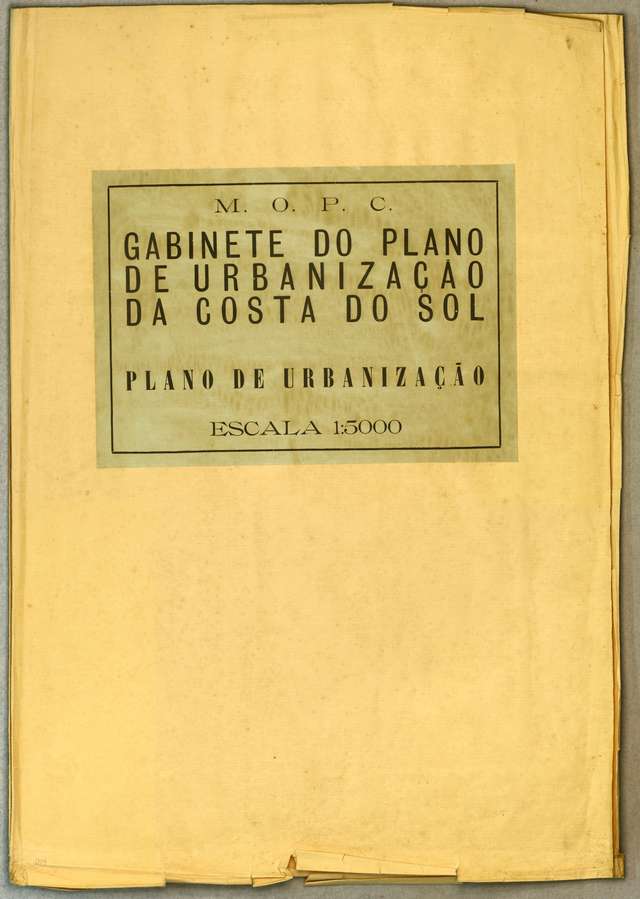 M. O. P. C.
GABINETE DO PLANO
DE URBANIZAÇÃO
DA COSTA DO SOL
PLANO DE URBANIZAÇÃO
ESCALA 1:5000